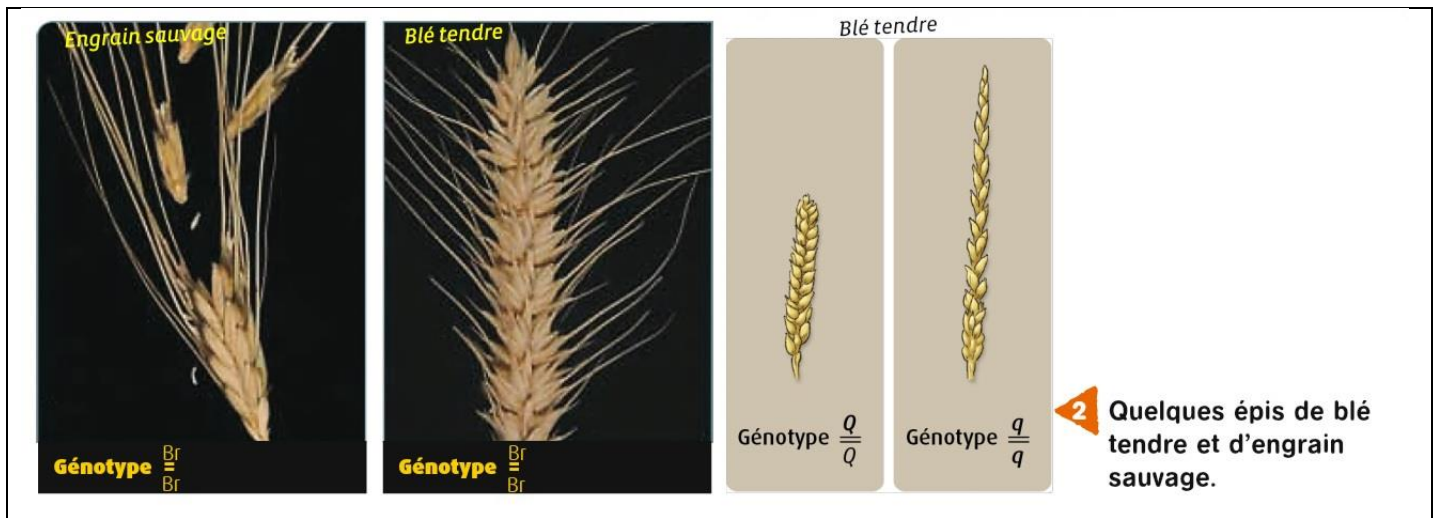 Engrain sauvage
Blé tendre
Blé tendre
Génotype Br
Br
Génotype Br
Br
Génotype Q
Q
Génotype q
q
2 Quelques épis de blé
tendre et d’engrain
sauvage.